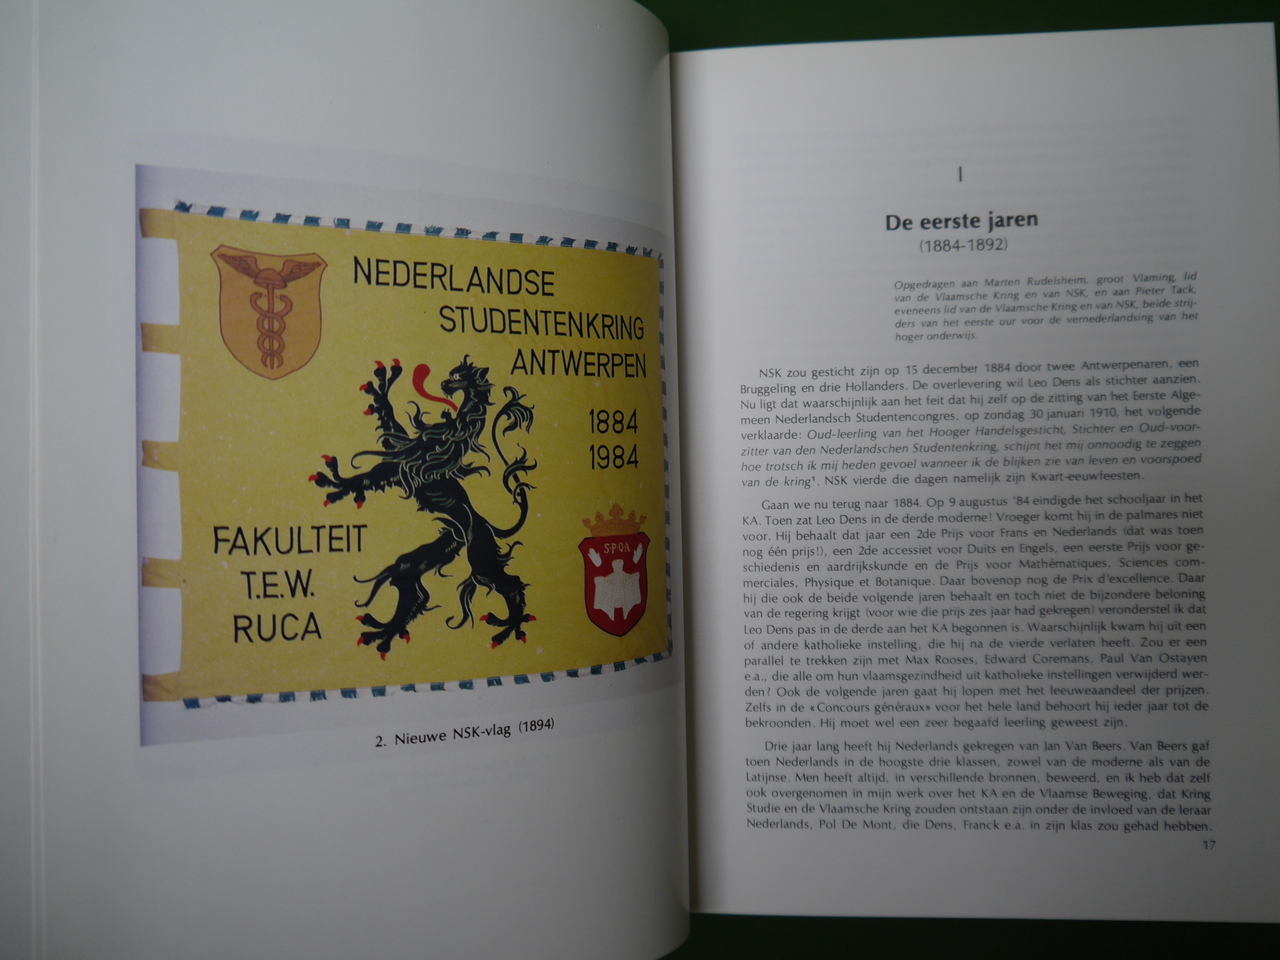 NEDERLANDSE
STUDENTENKRING
ANTWERPEN
1884
1984
FAKULTEIT
T.E.W.
RUCA
S·P·Q·A
2. Nieuwe NSK-vlag (1894)
I
De eerste jaren
(1884-1892)
Opgedragen aan Marten Rudelsheim, groot Vlaming, lid
van de Vlaamsche Kring en van NSK, en aan Pieter Tack,
eveneens lid van de Vlaamsche Kring en van NSK, beide strij-
ders van het eerste uur voor de vernederlandsing van het
hoger onderwijs.
NSK zou gesticht zijn op 15 december 1884 door twee Antwerpenaren, een
Bruggeling en drie Hollanders. De overlevering wil Leo Dens als stichter aanzien.
Nu ligt dat waarschijnlijk aan het feit dat hij zelf op de zitting van het Eerste Alge-
meen Nederlandsch Studentencongres, op zondag 30 januari 1910, het volgende
verklaarde: Oud-leerling van het Hooger Handelsgesticht, Stichter en Oud-voor-
zitter van den Nederlandschen Studentenkring, schijnt het mij onnoodig te zeggen
hoe trotsch ik mij heden gevoel wanneer ik de blijken zie van leven en voorspoed
van de kring¹. NSK vierde die dagen namelijk zijn Kwart-eeuwfeesten.
Gaan we nu terug naar 1884. Op 9 augustus '84 eindigde het schooljaar in het
KA. Toen zat Leo Dens in de derde moderne! Vroeger komt hij in de palmares niet
voor. Hij behaalt dat jaar een 2de Prijs voor Frans en Nederlands (dat was toen
nog één prijs!), een 2de accessiet voor Duits en Engels, een eerste Prijs voor ge-
schiedenis en aardrijkskunde en de Prijs voor Mathématiques, Sciences com-
merciales, Physique et Botanique. Daar bovenop nog de Prix d'excellence. Daar
hij die ook de beide volgende jaren behaalt en toch niet de bijzondere beloning
van de regering krijgt (voor wie die prijs zes jaar had gekregen) veronderstel ik dat
Leo Dens pas in de derde aan het KA begonnen is. Waarschijnlijk kwam hij uit een
of andere katholieke instelling, die hij na de vierde verlaten heeft. Zou er een
parallel te trekken zijn met Max Rooses, Edward Coremans, Paul Van Ostayen
e.a., die alle om hun vlaamsgezindheid uit katholieke instellingen verwijderd wer-
den? Ook de volgende jaren gaat hij lopen met het leeuweaandeel der prijzen.
Zelfs in de «Concours généraux» voor het hele land behoort hij ieder jaar tot de
bekroonden. Hij moet wel een zeer begaafd leerling geweest zijn.
Drie jaar lang heeft hij Nederlands gekregen van Jan Van Beers. Van Beers gaf
toen Nederlands in de hoogste drie klassen, zowel van de moderne als van de
Latijnse. Men heeft altijd, in verschillende bronnen, beweerd, en ik heb dat zelf
ook overgenomen in mijn werk over het KA en de Vlaamse Beweging, dat Kring
Studie en de Vlaamsche Kring zouden ontstaan zijn onder de invloed van de leraar
Nederlands, Pol De Mont, die Dens, Franck e.a. in zijn klas zou gehad hebben.
17